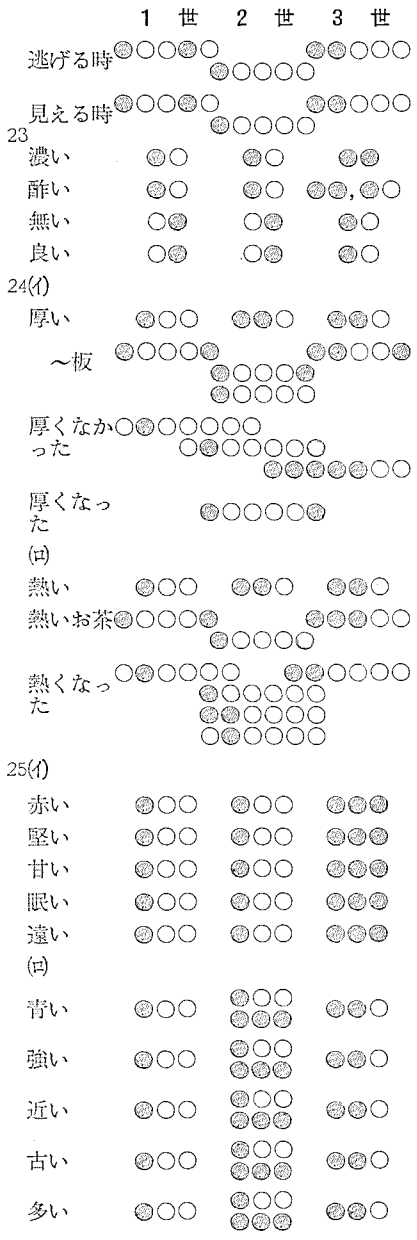 1 世 2 世 3 世
逃げる時 ●○○●○ ●●○○○
●○○○○
見える時 ●○○●○ ●●○○○
●○○○○
23
濃い ●○ ●○ ●●
酢い ●○ ●○ ●●,●○
無い ○● ○● ●○
良い ○● ○● ●○
24(イ)
厚い ●○○ ●●○ ●●○
～板 ●○○○● ●●○○●
●○○○●
●○○○○
厚くなか ○●○○○○○
った ○●○○○○○
●●●●●○○
厚くなっ ●○○○○●
た
(ロ)
熱い ●○○ ●●○ ●●○
熱いお茶 ●○○○● ●●●○○
●○○○○
熱くなっ ○●○○○○ ●●○○○○
た ●○○○○○
●●○○○○
○●○○○○
25(イ)
赤い ●○○ ●○○ ●●●
堅い ●○○ ●○○ ●●●
甘い ●○○ ●○○ ●●●
眠い ●○○ ●○○ ●●●
遠い ●○○ ●○○ ●●●
(ロ)
青い ●○○ ●○○ ●●○
●●●
強い ●○○ ●○○ ●●○
●●●
近い ●○○ ●○○ ●●○
●●●
古い ●○○ ●○○ ●●○
●●●
多い ●○○ ●○○ ●●○
●●●